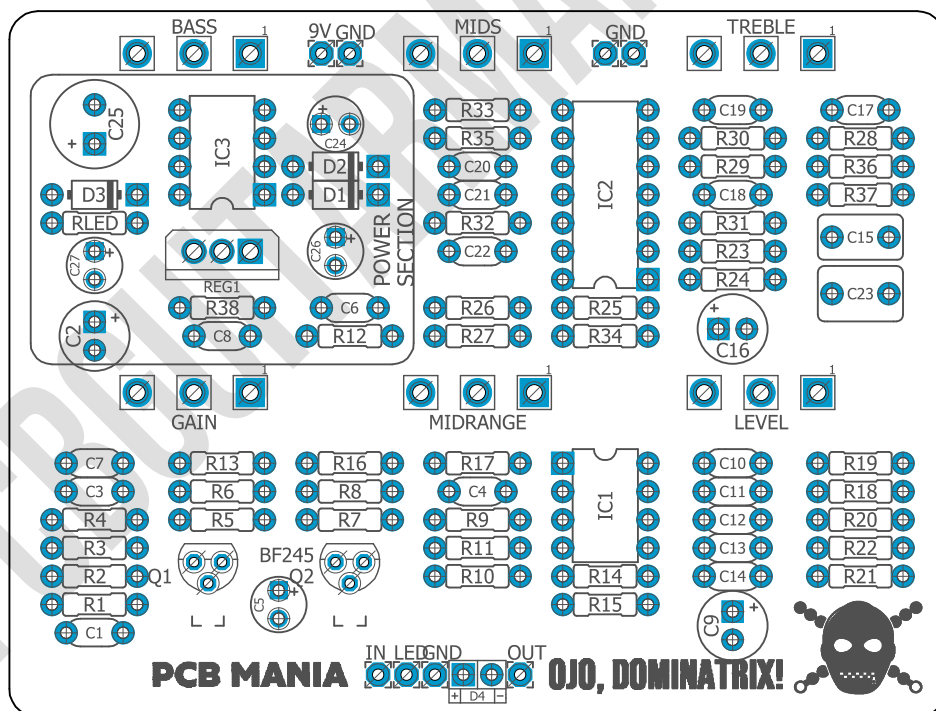 BASS 9V GND MIDS GND TREBLE
1 1 1
C25 IC3 C24 R33 IC2 C19 C17
+ + R35 R30 R28
D2 C20 R29 R36
D3 D1 C21 C18 R37
RLED R32 R31 C15
C27 + REG1 C26 + POWER SECTION C22 R23
R24 C23
C2 + R38 C6 R26 R25 +
C8 R12 R27 R34 C16
1 1 1
GAIN MIDRANGE LEVEL
C7 R13 R16 R17 IC1 C10 R19
C3 R6 R8 C4 C11 R18
R4 R5 R7 R9 C12 R20
R3 BF245 R11 C13 R22
R2 Q1 Q2 R10 R14 C14 R21
R1 C5 + R15 C9 +
C1
IN LED GND OUT
PCB MANIA OJO, DOMINATRIX!
+ D4 -